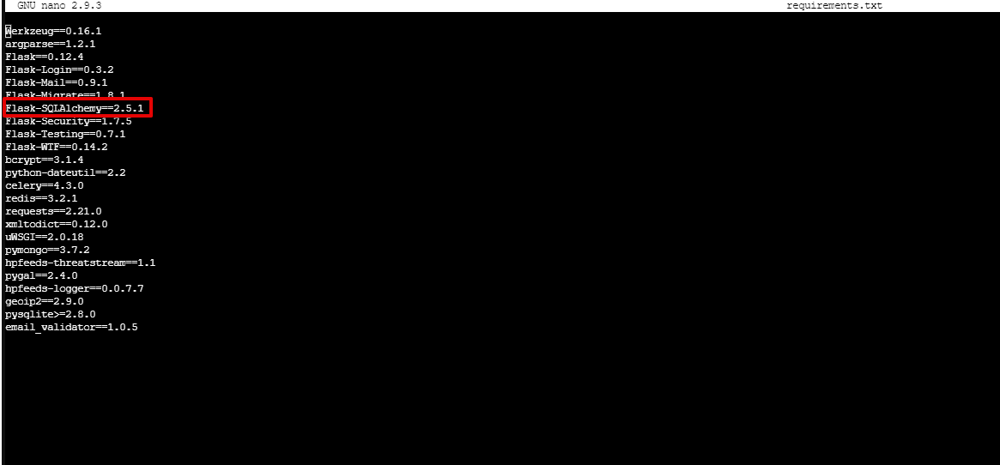 GNU nano 2.9.3 requirements.txt
Werkzeug==0.16.1
argparse==1.2.1
Flask==0.12.4
Flask-Login==0.3.2
Flask-Mail==0.9.1
Flask-Migrate==1.8.1
Flask-SQLAlchemy==2.5.1
Flask-Security==1.7.5
Flask-Testing==0.7.1
Flask-WTF==0.14.2
bcrypt==3.1.4
python-dateutil==2.2
celery==4.3.0
redis==3.2.1
requests==2.21.0
xmltodict==0.12.0
uWSGI==2.0.18
pymongo==3.7.2
hpfeeds-threatstream==1.1
pygal==2.4.0
hpfeeds-logger==0.0.7.7
geoip2==2.9.0
pysqlite>=2.8.0
email_validator==1.0.5